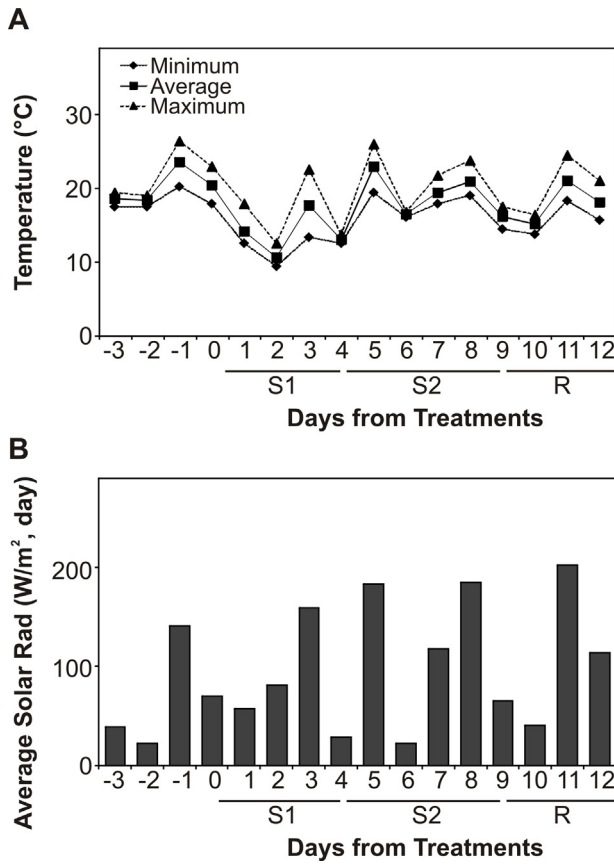 A
Minimum
Average
Maximum
Temperature (°C)
30
20
10
0
-3 -2 -1 0 1 2 3 4 5 6 7 8 9 10 11 12
S1 S2 R
Days from Treatments
B
Average Solar Rad (W/m², day)
200
100
0
-3 -2 -1 0 1 2 3 4 5 6 7 8 9 10 11 12
S1 S2 R
Days from Treatments